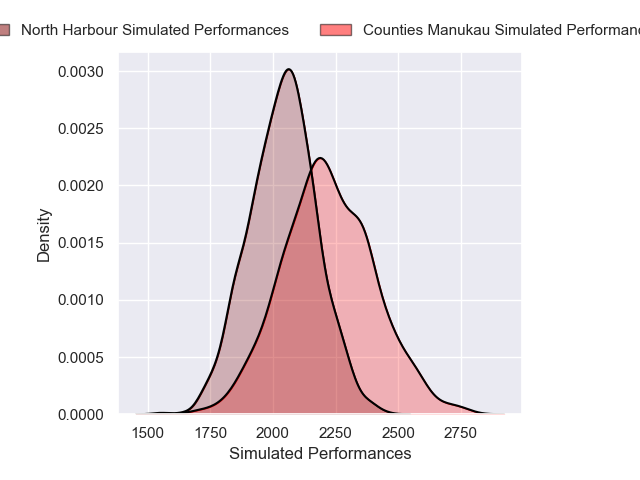 North Harbour Simulated Performances Counties Manukau Simulated
0.0030
0.0025
0.0020
0.0015
0.0010
0.0005
0.0000
Density
1500 1750 2000 2250 2500 2750
Simulated Performances